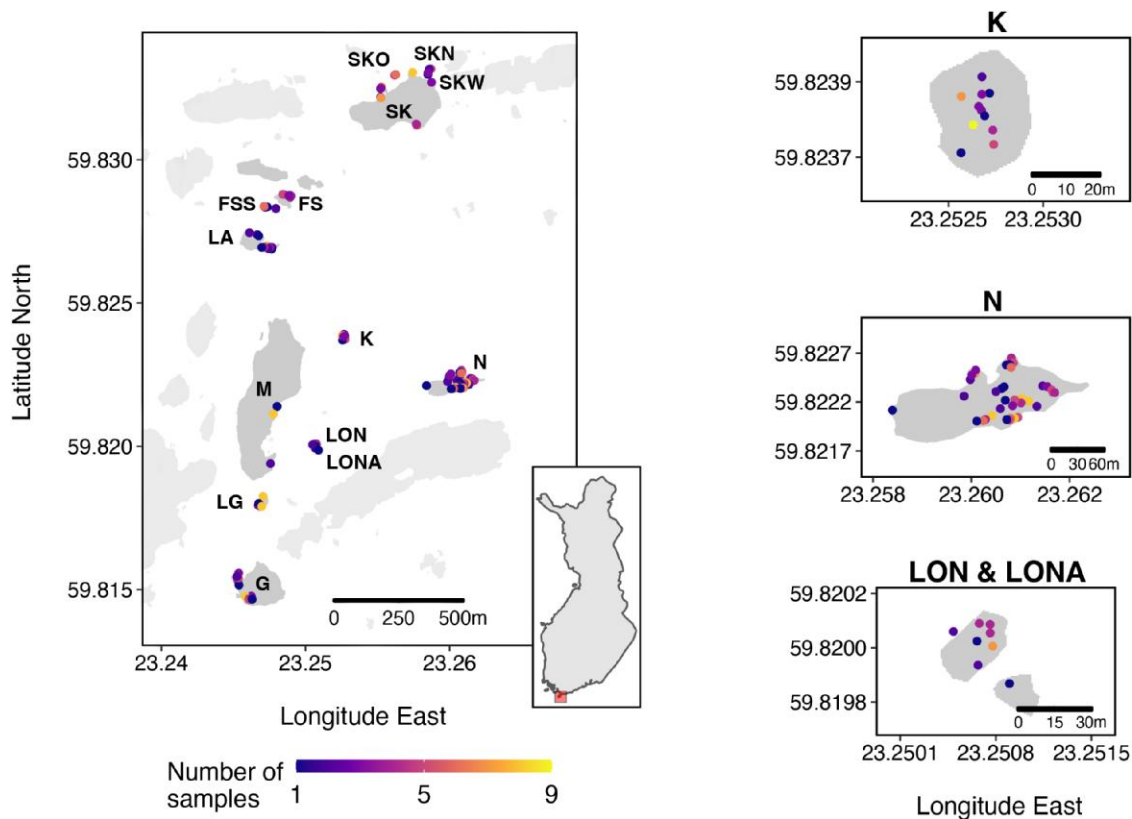 SKO
SKN
SKW
SK
59.830
FSS
FS
LA
59.825
K
N
M
59.820
LON
LONA
LG
G
59.815
0 250 500m
23.24 23.25 23.26
Latitude North
Longitude East
Number of
samples
1 5 9
K
59.8239
59.8237
0 10 20m
23.2525 23.2530
N
59.8227
59.8222
59.8217
0 30 60m
23.258 23.260 23.262
LON & LONA
59.8202
59.8200
59.8198
0 15 30m
23.2501 23.2508 23.2515
Longitude East